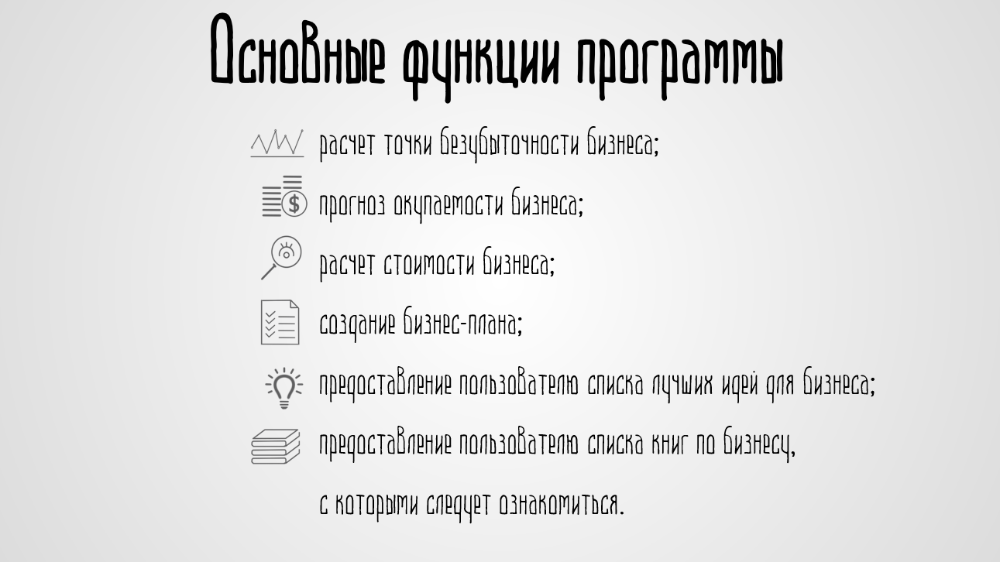 Основные функции программы
расчет точки безубыточности бизнеса;
прогноз окупаемости бизнеса;
$
расчет стоимости бизнеса;
создание бизнес-плана;
предоставление пользователю списка лучших идей для бизнеса;
предоставление пользователю списка книг по бизнесу,
с которыми следует ознакомиться.